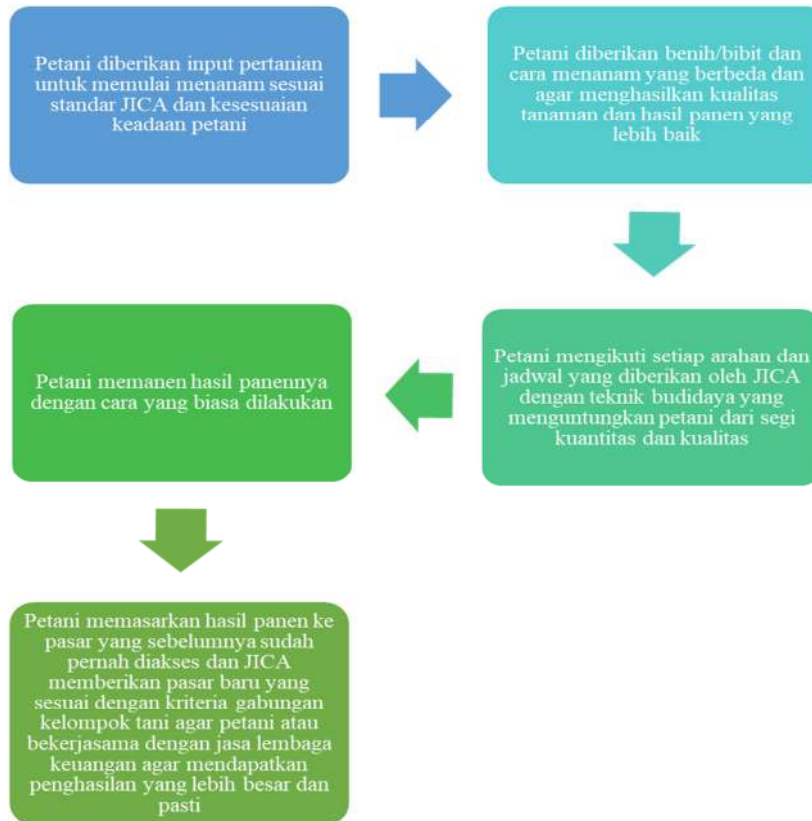 Petani diberikan input pertanian
untuk memulai menanam sesuai
standar JICA dan kesesuaian
keadaan petani
Petani diberikan benih/bibit dan
cara menanam yang berbeda dan
agar menghasilkan kualitas
tanaman dan hasil panen yang
lebih baik
Petani mengikuti setiap arahan dan
jadwal yang diberikan oleh JICA
dengan teknik budidaya yang
menguntungkan petani dari segi
kuantitas dan kualitas
Petani memanen hasil panennya
dengan cara yang biasa dilakukan
Petani memasarkan hasil panen ke
pasar yang sebelumnya sudah
pernah diakses dan JICA
memberikan pasar baru yang
sesuai dengan kriteria gabungan
kelompok tani agar petani atau
bekerjasama dengan jasa lembaga
keuangan agar mendapatkan
penghasilan yang lebih besar dan
pasti